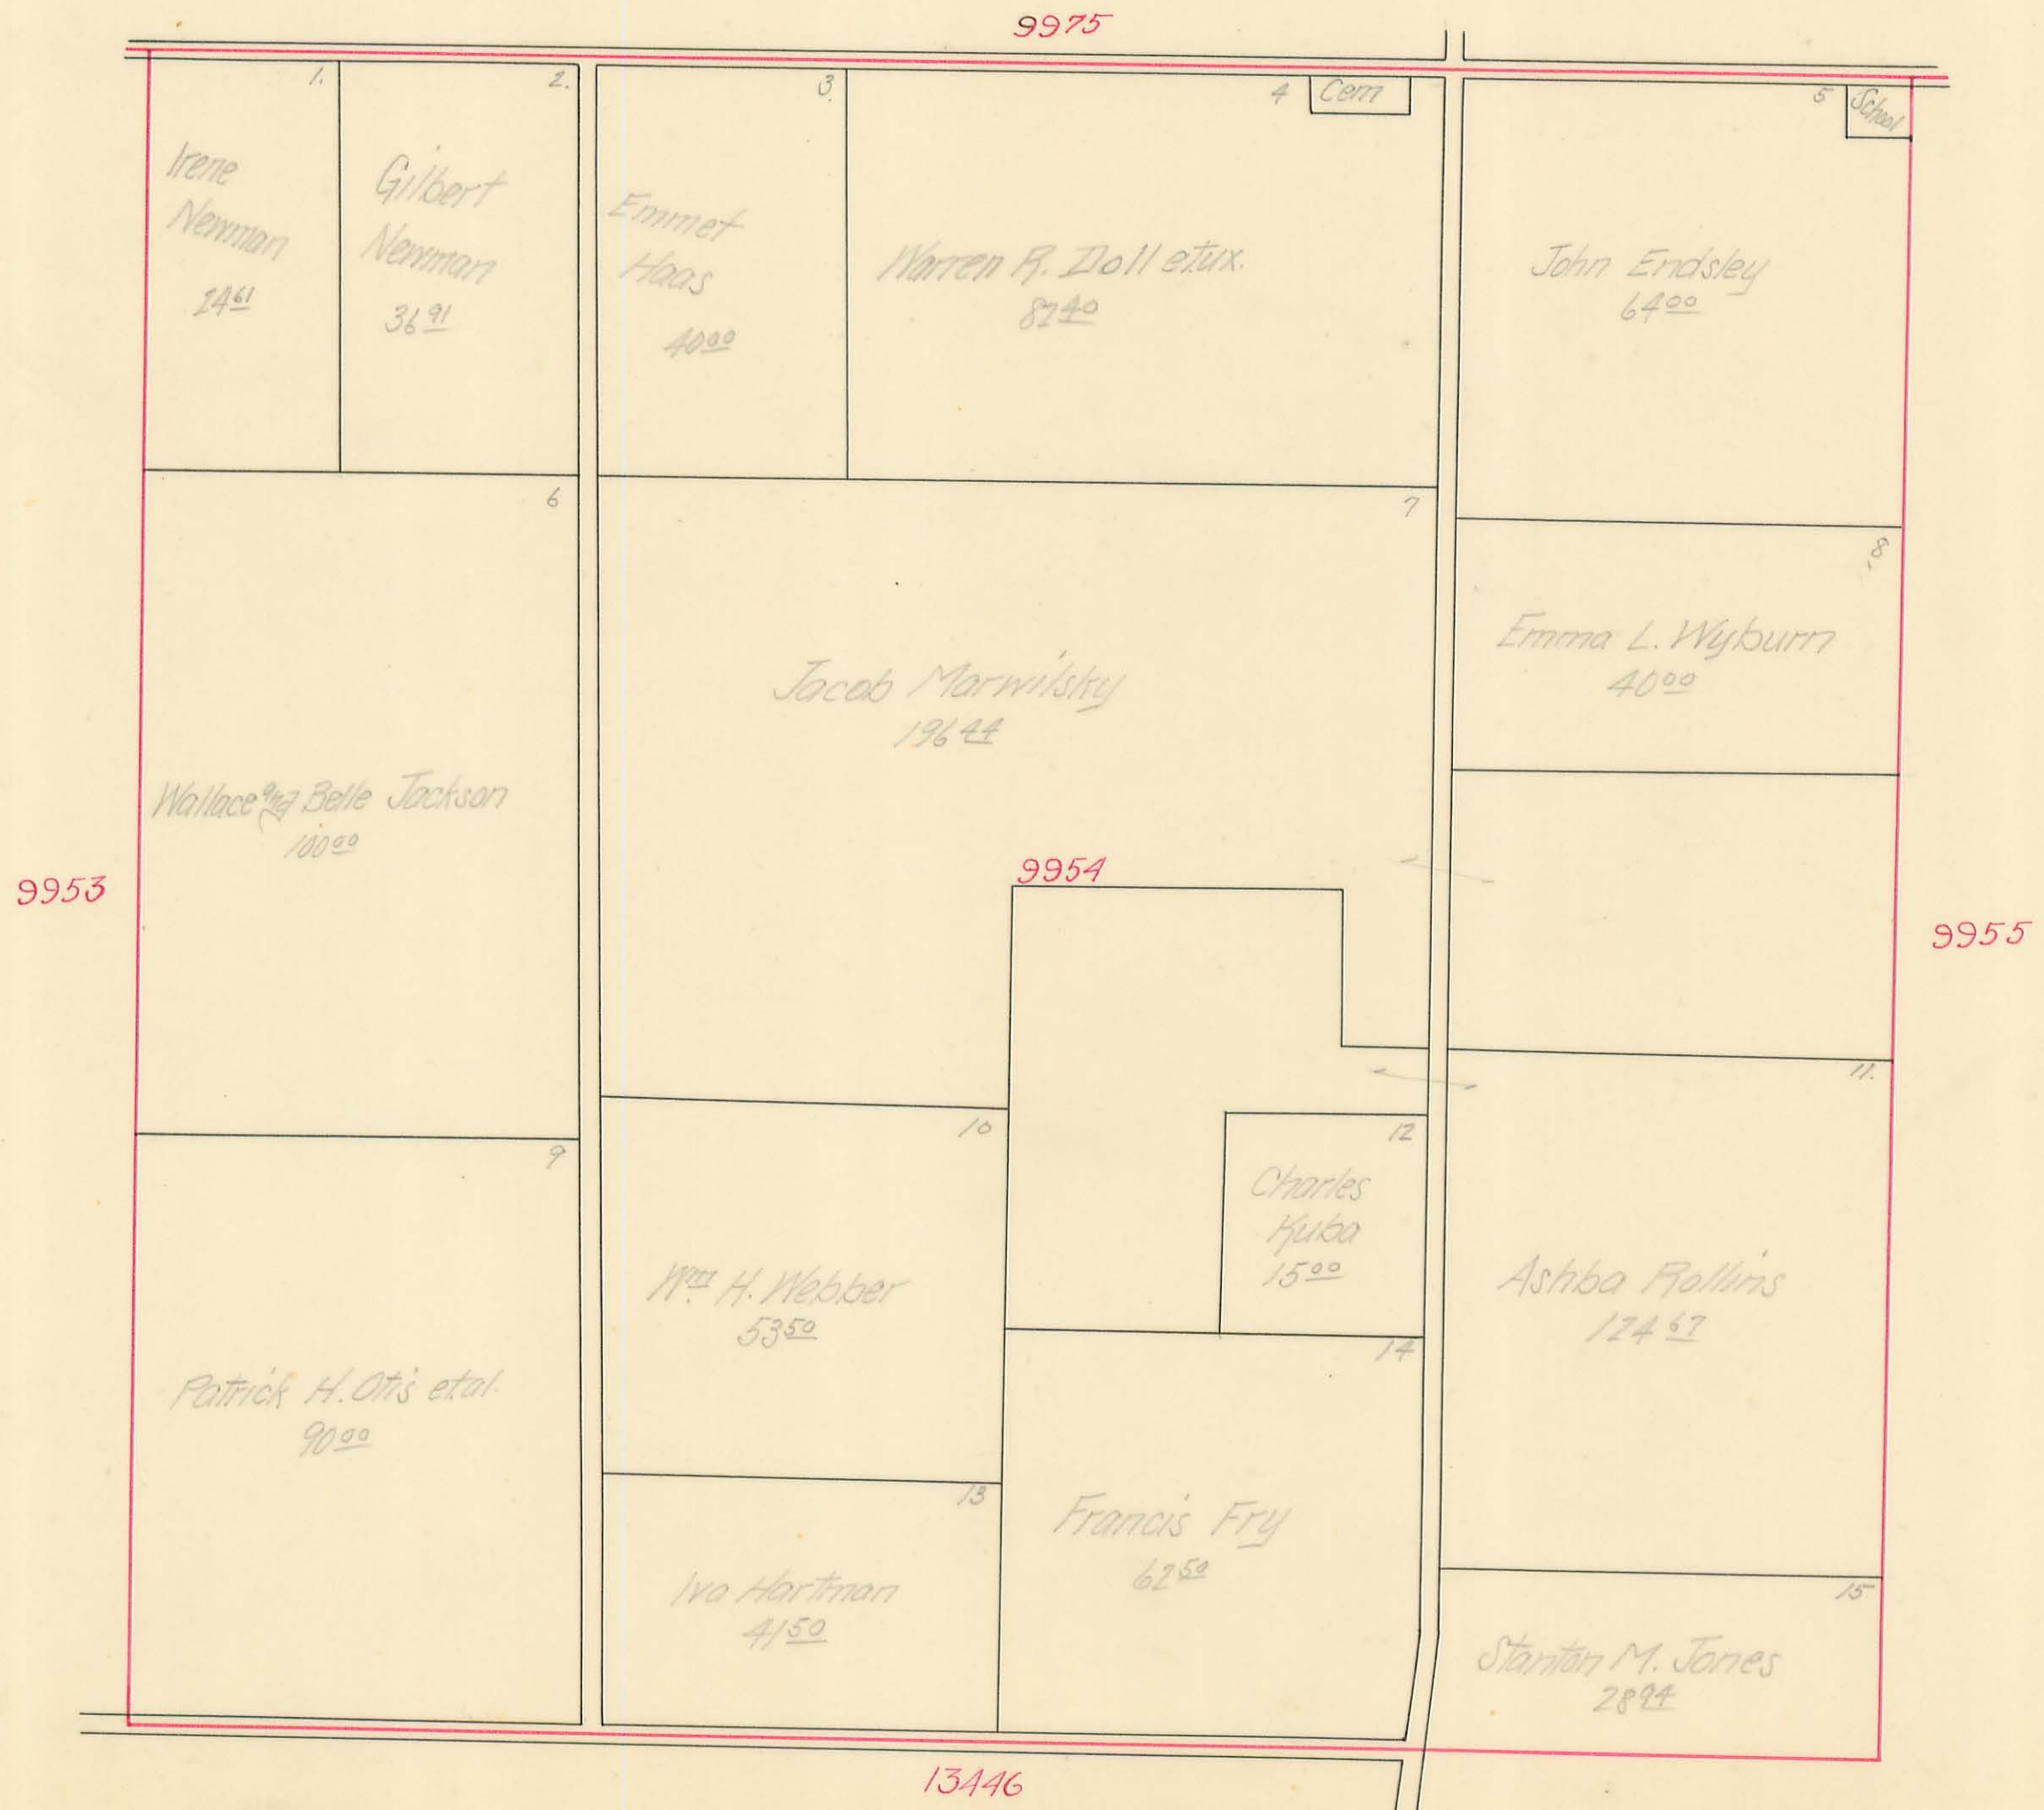 9975
1.
2.
3.
4
Cem
5
School
Irene
Newman
24 61
Gilbert
Newman
36 91
Emmet
Haas
40 00
Warren R. Doll et.ux.
82 40
John Endsley
64 00
6
7
8
Jacob Marwilsky
196 44
Emma L. Wyburn
40 00
Wallace and Belle Jackson
100 00
9953
9954
9955
9
10
11.
12
Charles
Kuba
15 00
Wm H. Webber
53 50
Ashba Rollins
124 67
14
Patrick H. Otis et.al.
90 00
13
Francis Fry
62 50
Iva Hartman
41 50
15
Stanton M. Jones
28 94
13446